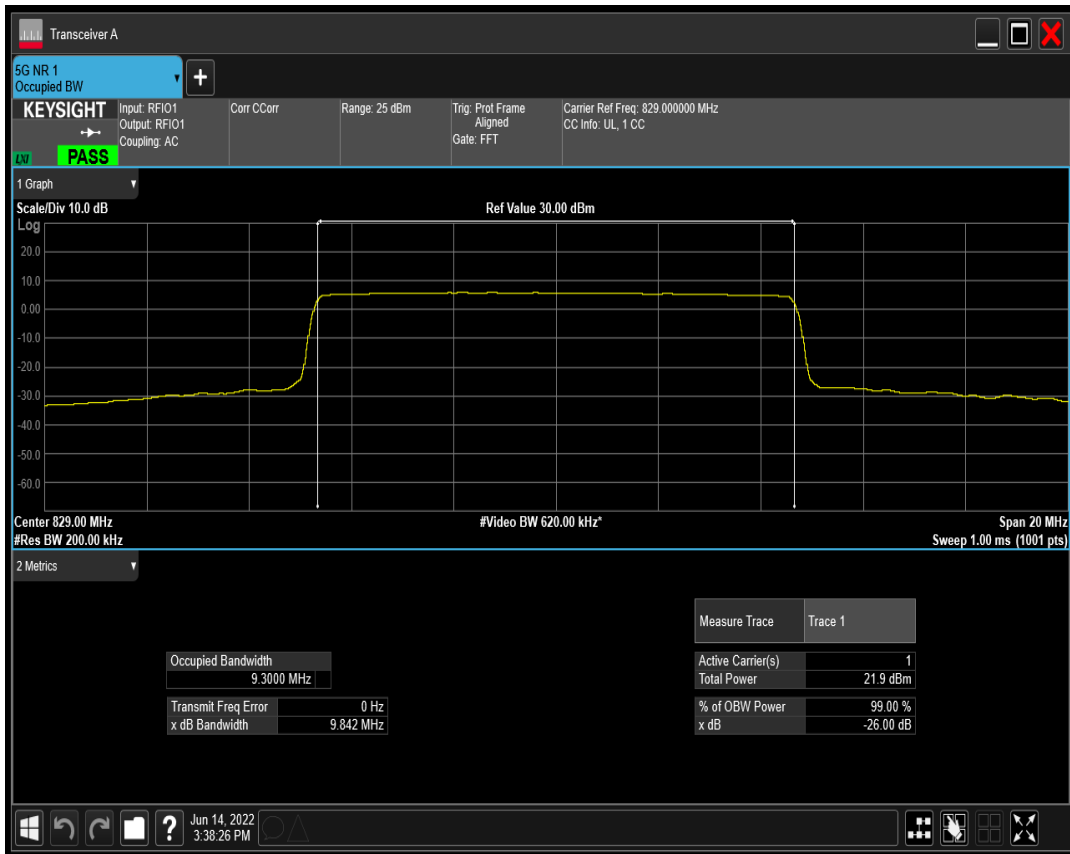 Transceiver A
5G NR 1
Occupied BW
+
KEYSIGHT
LXI
PASS
Input: RFIO1
Output: RFIO1
Coupling: AC
Corr CCorr
Range: 25 dBm
Trig: Prot Frame
Aligned
Gate: FFT
Carrier Ref Freq: 829.000000 MHz
CC Info: UL, 1 CC
1 Graph
Scale/Div 10.0 dB
Ref Value 30.00 dBm
Log
20.0
10.0
0.00
-10.0
-20.0
-30.0
-40.0
-50.0
-60.0
Center 829.00 MHz
#Video BW 620.00 kHz*
Span 20 MHz
#Res BW 200.00 kHz
Sweep 1.00 ms (1001 pts)
2 Metrics
Measure Trace Trace 1
Occupied Bandwidth
9.3000 MHz
Active Carrier(s) 1
Total Power 21.9 dBm
Transmit Freq Error 0 Hz
x dB Bandwidth 9.842 MHz
% of OBW Power 99.00 %
x dB -26.00 dB
?
Jun 14, 2022
3:38:26 PM